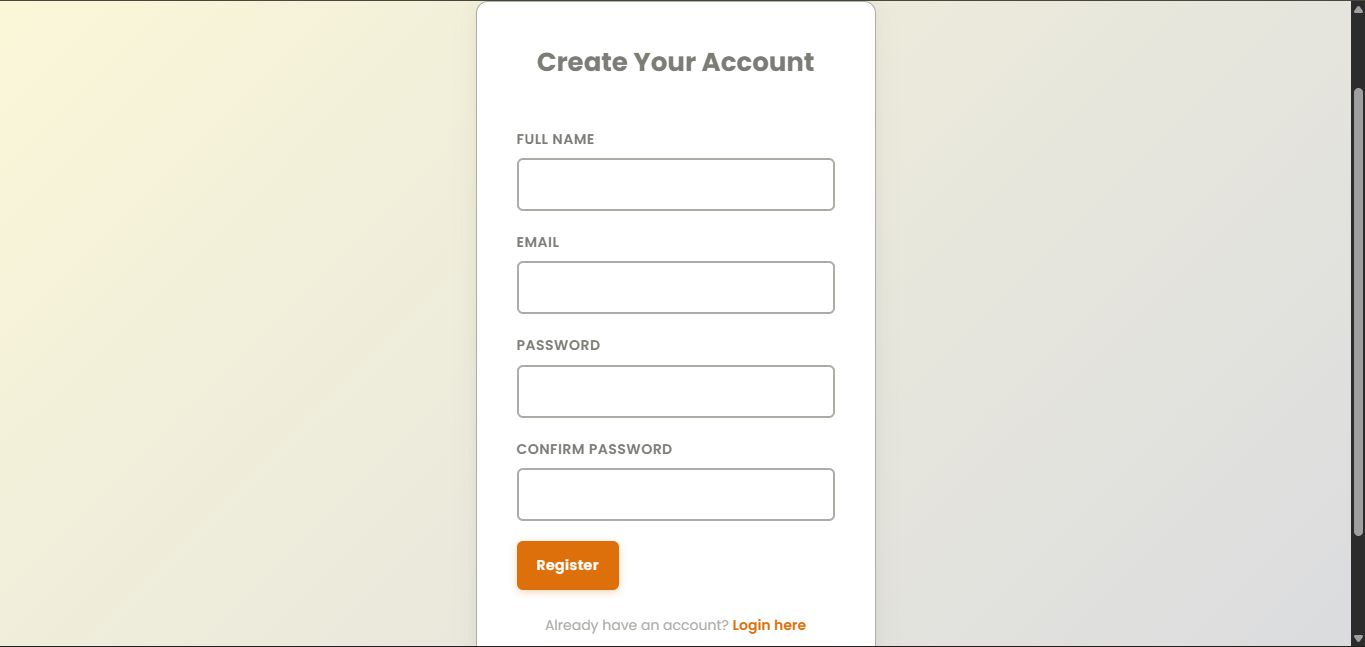 Create Your Account
FULL NAME
EMAIL
PASSWORD
CONFIRM PASSWORD
Register
Already have an account? Login here